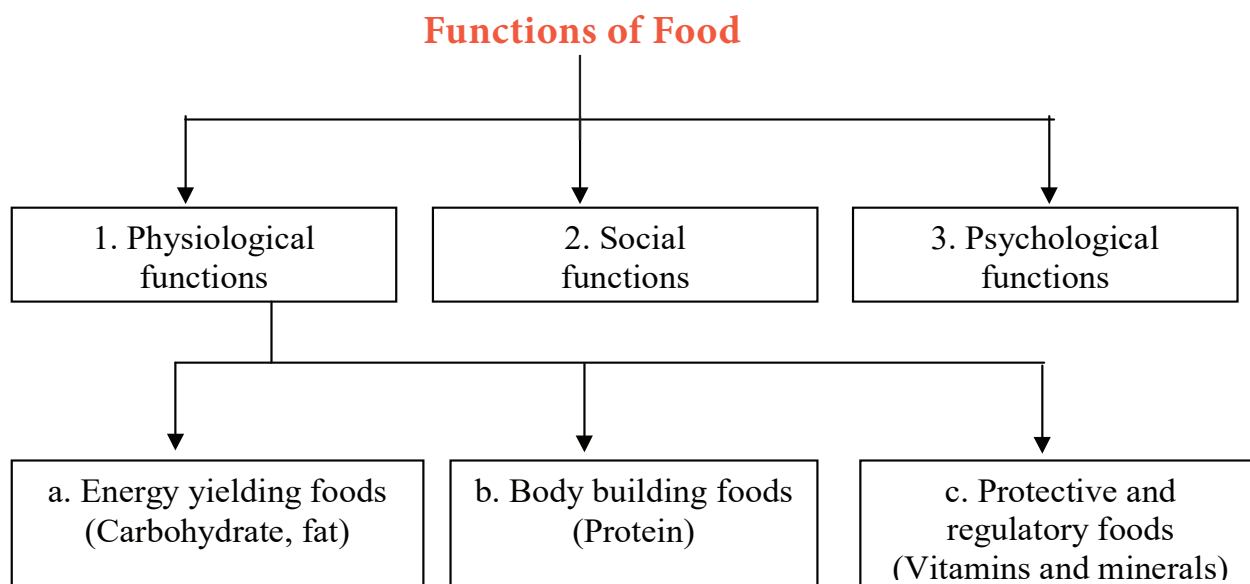 Functions of Food
1. Physiological
functions
2. Social
functions
3. Psychological
functions
a. Energy yielding foods
(Carbohydrate, fat)
b. Body building foods
(Protein)
c. Protective and
regulatory foods
(Vitamins and minerals)